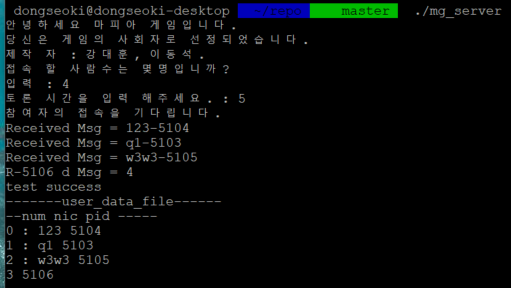 dongseoki@dongseoki-desktop ~/repo master ./mg_server
안녕하세요 마피아 게임입니다.
당신은 게임의 사회자로 선정되었습니다.
제작 자 : 강대훈, 이동석.
접속 할 사람수는 몇명입니까?
입력 : 4
토론 시간을 입력 해주세요. : 5
참여자의 접속을 기다립니다.
Received Msg = 123-5104
Received Msg = q1-5103
Received Msg = w3w3-5105
R-5106 d Msg = 4
test success
-------user_data_file------
--num nic pid -----
0 : 123 5104
1 : q1 5103
2 : w3w3 5105
3 5106